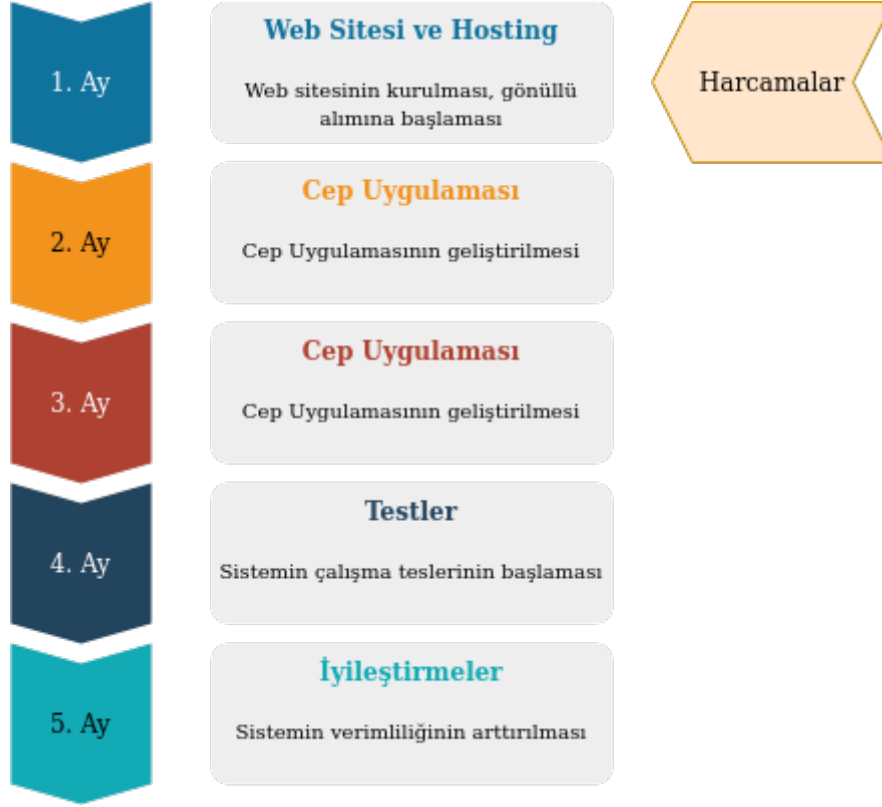 1. Ay
Web Sitesi ve Hosting
Web sitesinin kurulması, gönüllü
alımına başlaması
Harcamalar
2. Ay
Cep Uygulaması
Cep Uygulamasının geliştirilmesi
3. Ay
Cep Uygulaması
Cep Uygulamasının geliştirilmesi
4. Ay
Testler
Sistemin çalışma teslerinin başlaması
5. Ay
İyileştirmeler
Sistemin verimliliğinin arttırılması